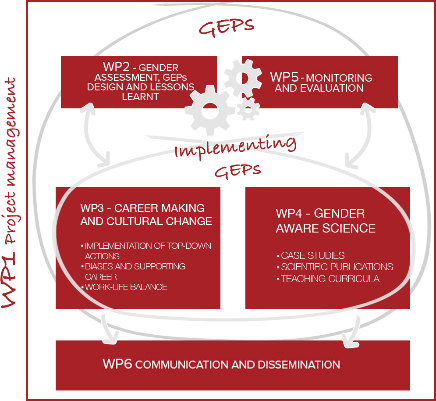 GEPs
WP1 Project management
WP2 - GENDER
ASSESSMENT, GEPs
DESIGN AND LESSONS
LEARNT
WP5 - MONITORING
AND EVALUATION
Implementing
GEPs
WP3 - CAREER MAKING
AND CULTURAL CHANGE
• IMPLEMENTATION OF TOP-DOWN
ACTIONS
• BIASES AND SUPPORTING
CAREER
• WORK-LIFE BALANCE
WP4 - GENDER
AWARE SCIENCE
• CASE STUDIES
• SCIENTIFIC PUBLICATIONS
• TEACHING CURRICULA
WP6 COMMUNICATION AND DISSEMINATION